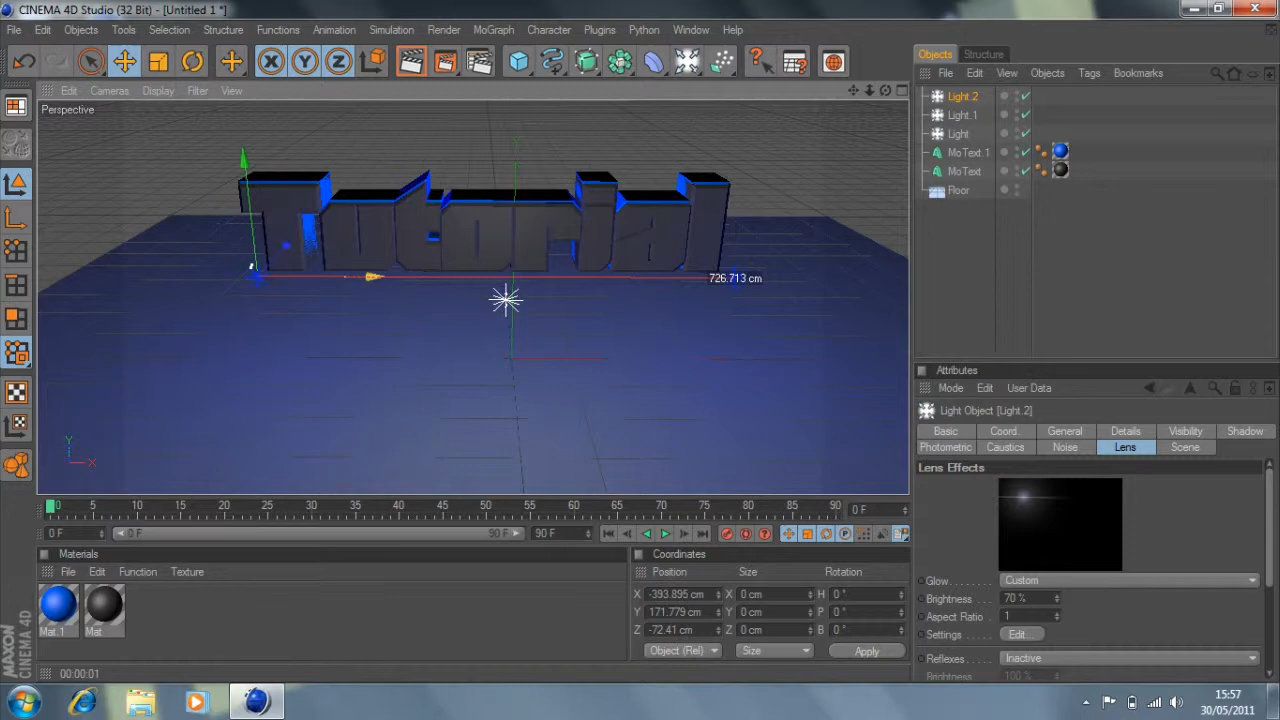 CINEMA 4D Studio (32 Bit) - [Untitled 1 *]
File Edit Objects Tools Selection Structure Functions Animation Simulation Render MoGraph Character Plugins Python Window Help
Objects Structure
File Edit View Objects Tags Bookmarks
Edit Cameras Display Filter View
Perspective
Light.2
Light.1
Light
MoText.1
MoText
Floor
Tutorial
726.713 cm
Y
X
Attributes
Mode Edit User Data
Light Object [Light.2]
Basic Coord. General Details Visibility Shadow
Photometric Caustics Noise Lens Scene
Lens Effects
Glow Custom
Brightness 70 %
Aspect Ratio 1
Settings Edit...
Reflexes Inactive
Brightness 100 %
0 5 10 15 20 25 30 35 40 45 50 55 60 65 70 75 80 85 90 0 F
0 F 0 F 90 F 90 F
Materials
File Edit Function Texture
Mat.1 Mat
Coordinates
Position Size Rotation
X -393.895 cm X 0 cm H 0 °
Y 171.779 cm Y 0 cm P 0 °
Z -72.41 cm Z 0 cm B 0 °
Object (Rel) Size Apply
MAXON CINEMA 4D
00:00:01
15:57
30/05/2011